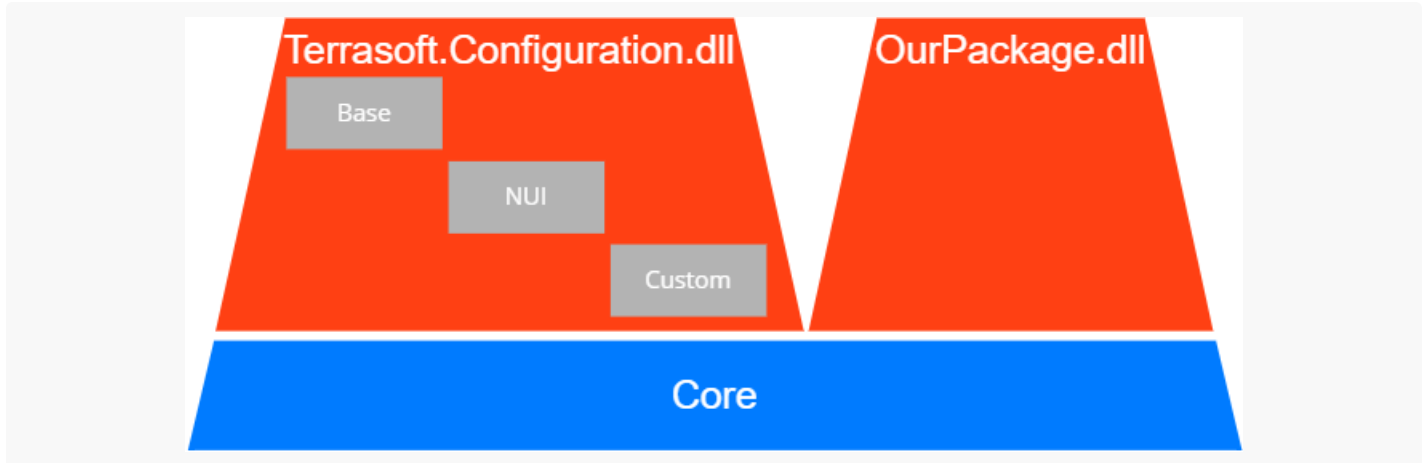 Terrasoft.Configuration.dll
OurPackage.dll
Base
NUI
Custom
Core